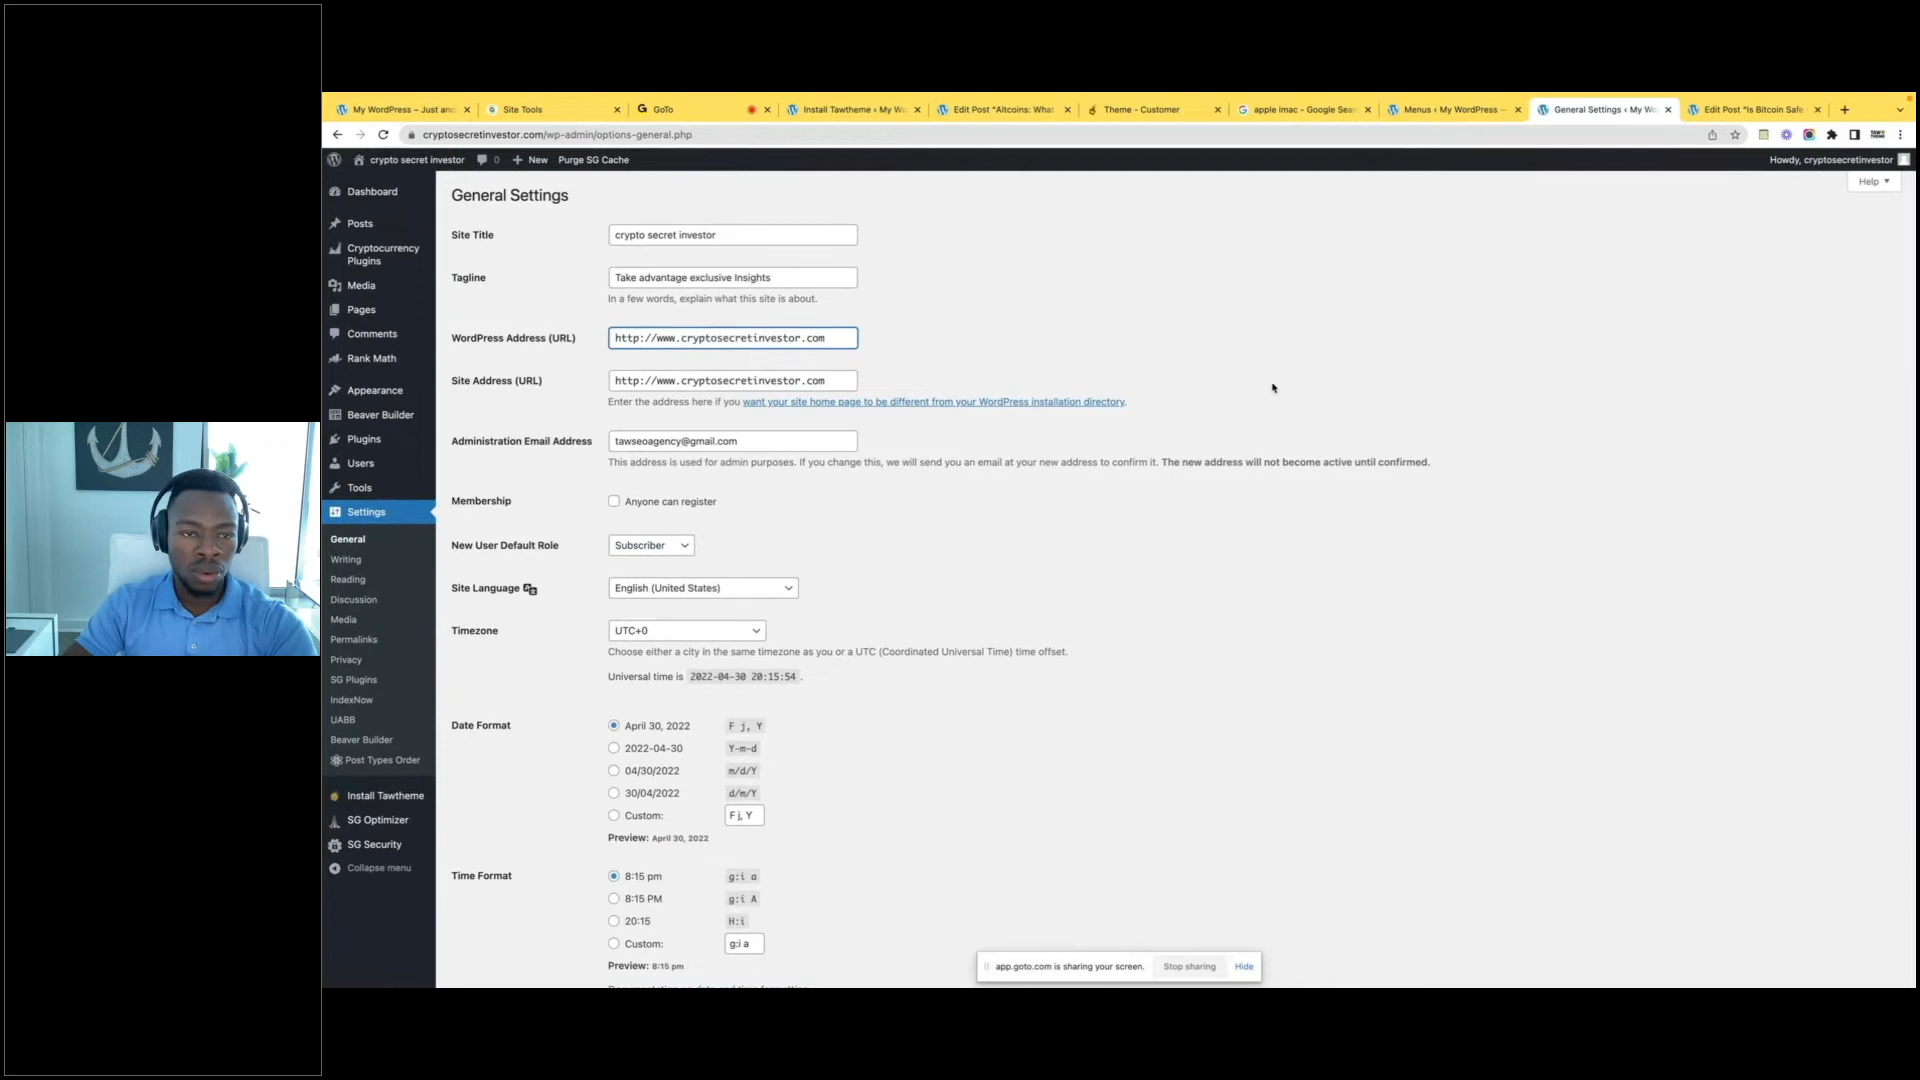 My WordPress – Just ano
Site Tools
GoTo
Install Tawtheme ‹ My Wo
Edit Post "Altcoins: What
Theme - Customer
apple imac - Google Sear
Menus ‹ My WordPress —
General Settings ‹ My Wo
Edit Post "Is Bitcoin Safe
cryptosecretinvestor.com/wp-admin/options-general.php
crypto secret investor
0
New
Purge SG Cache
Howdy, cryptosecretinvestor
Help
Dashboard
Posts
Cryptocurrency
Plugins
Media
Pages
Comments
Rank Math
Appearance
Beaver Builder
Plugins
Users
Tools
Settings
General
Writing
Reading
Discussion
Media
Permalinks
Privacy
SG Plugins
IndexNow
UABB
Beaver Builder
Post Types Order
Install Tawtheme
SG Optimizer
SG Security
Collapse menu
General Settings
Site Title
crypto secret investor
Tagline
Take advantage exclusive Insights
In a few words, explain what this site is about.
WordPress Address (URL)
http://www.cryptosecretinvestor.com
Site Address (URL)
http://www.cryptosecretinvestor.com
Enter the address here if you want your site home page to be different from your WordPress installation directory.
Administration Email Address
tawseoagency@gmail.com
This address is used for admin purposes. If you change this, we will send you an email at your new address to confirm it. The new address will not become active until confirmed.
Membership
Anyone can register
New User Default Role
Subscriber
Site Language
English (United States)
Timezone
UTC+0
Choose either a city in the same timezone as you or a UTC (Coordinated Universal Time) time offset.
Universal time is 2022-04-30 20:15:54 .
Date Format
April 30, 2022 F j, Y
2022-04-30 Y-m-d
04/30/2022 m/d/Y
30/04/2022 d/m/Y
Custom: F j, Y
Preview: April 30, 2022
Time Format
8:15 pm g:i a
8:15 PM g:i A
20:15 H:i
Custom: g:i a
Preview: 8:15 pm
app.goto.com is sharing your screen.
Stop sharing
Hide